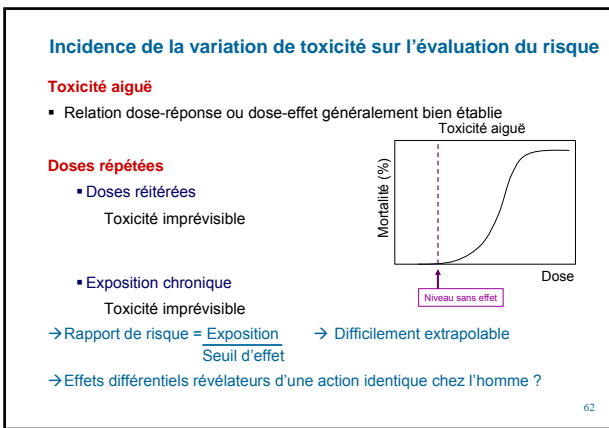 Incidence de la variation de toxicité sur l'évaluation du risque
Toxicité aiguë
▪ Relation dose-réponse ou dose-effet généralement bien établie
Toxicité aiguë
Mortalité (%)
Dose
Niveau sans effet
Doses répétées
▪ Doses réitérées
Toxicité imprévisible
▪ Exposition chronique
Toxicité imprévisible
→ Rapport de risque = Exposition → Difficilement extrapolable
Seuil d'effet
→ Effets différentiels révélateurs d'une action identique chez l'homme ?
62